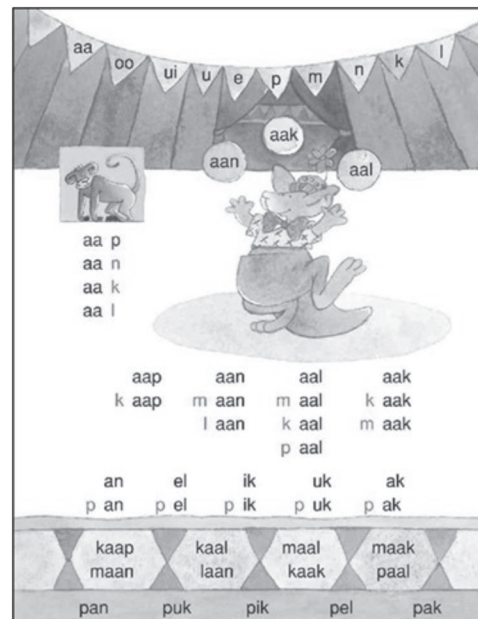 aa oo ui u e p m n k l
aak
aan aal
aa p
aa n
aa k
aa l
aap aan aal aak
k aap m aan m aal k aak
l aan k aal m aak
p aal
an el ik uk ak
p an p el p ik p uk p ak
kaap kaal maal maak
maan laan kaak paal
pan puk pik pel pak